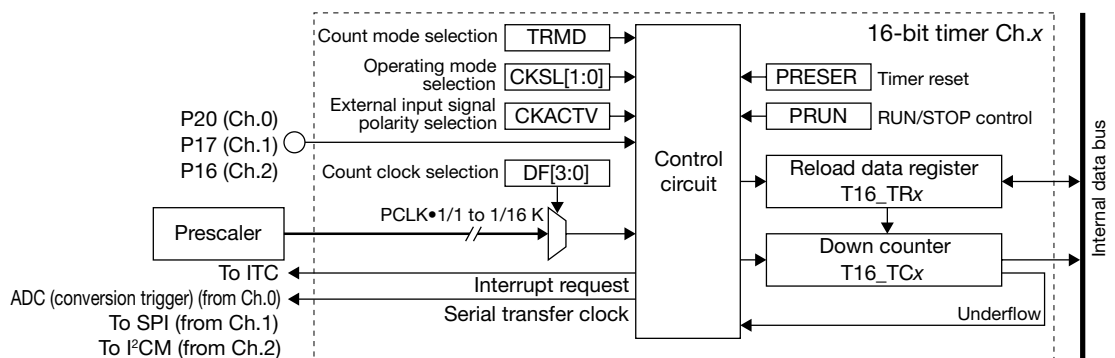 16-bit timer Ch.x
Count mode selection
TRMD
Operating mode
selection
CKSL[1:0]
External input signal
polarity selection
CKACTV
P20 (Ch.0)
P17 (Ch.1)
P16 (Ch.2)
Count clock selection
DF[3:0]
PCLK•1/1 to 1/16 K
Prescaler
Control
circuit
PRESER
Timer reset
PRUN
RUN/STOP control
Reload data register
T16_TRx
Down counter
T16_TCx
Underflow
Internal data bus
To ITC
Interrupt request
ADC (conversion trigger) (from Ch.0)
Serial transfer clock
To SPI (from Ch.1)
To I²CM (from Ch.2)